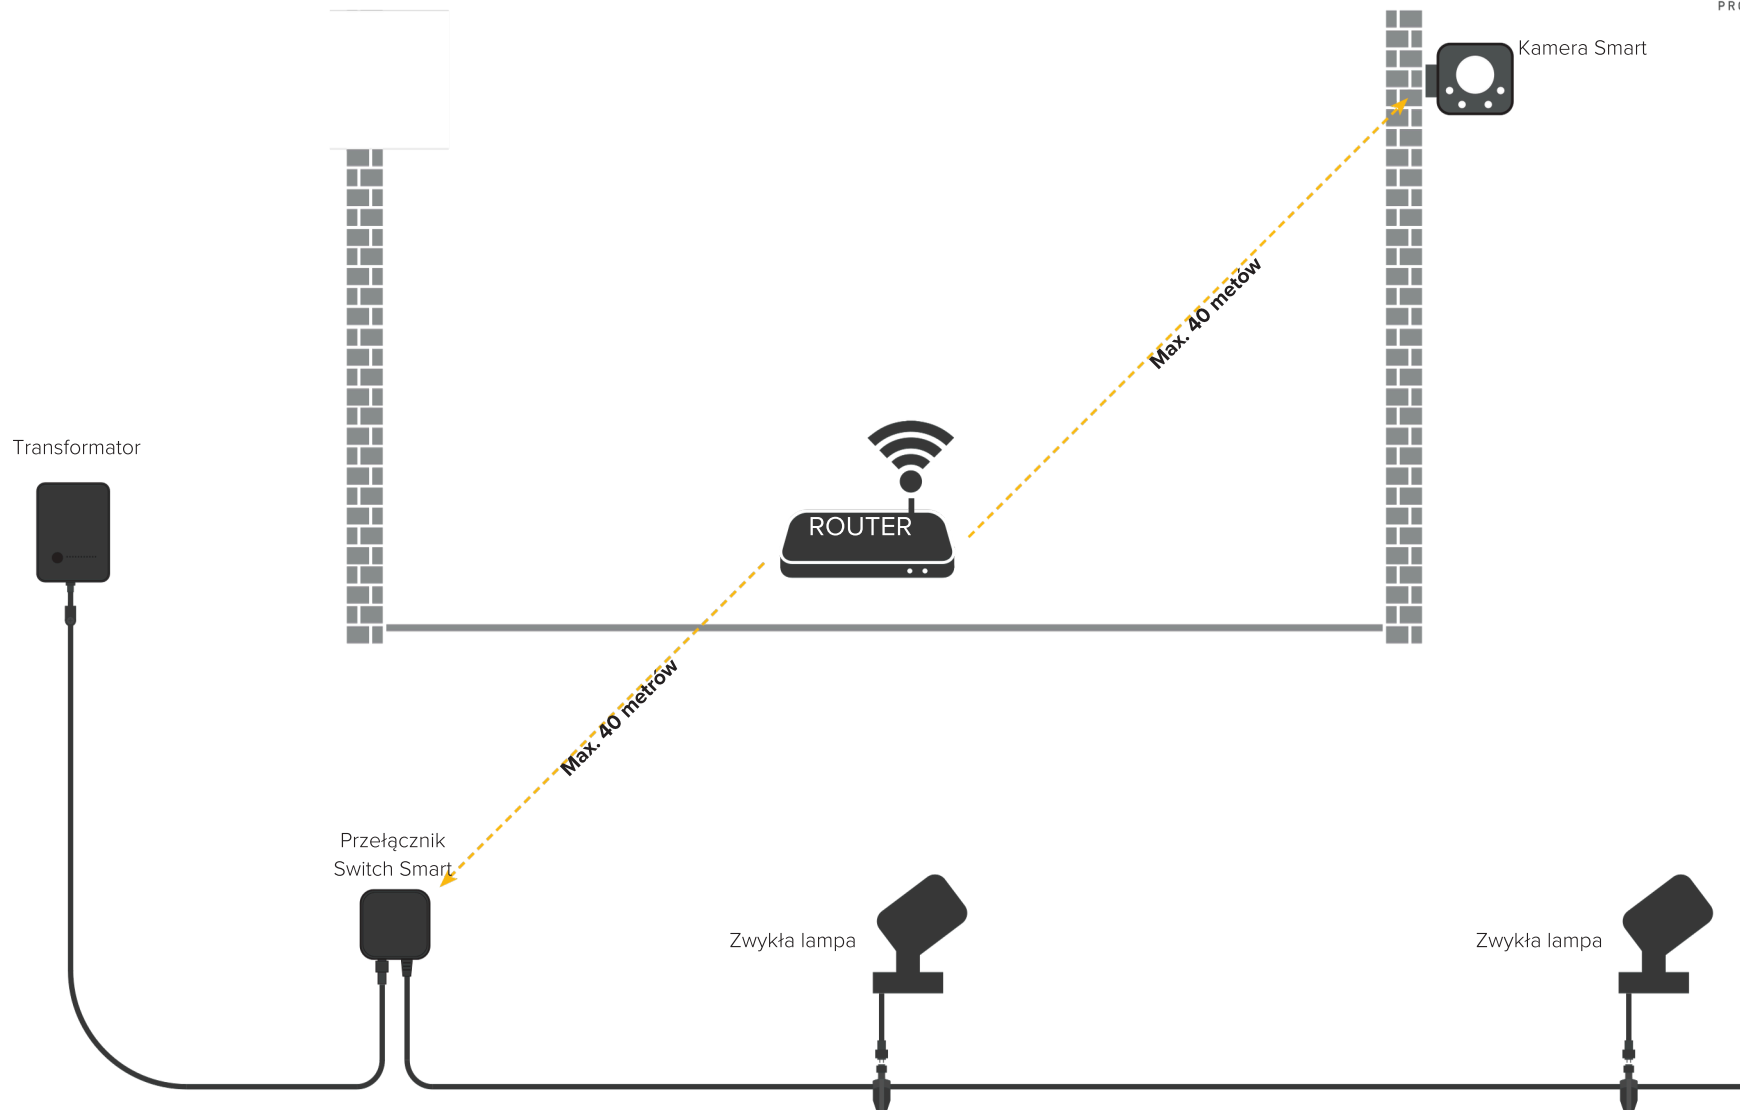 Kamera Smart
Max. 40 metów
Transformator
ROUTER
Max. 40 metrów
Przełącznik
Switch Smart
Zwykła lampa
Zwykła lampa